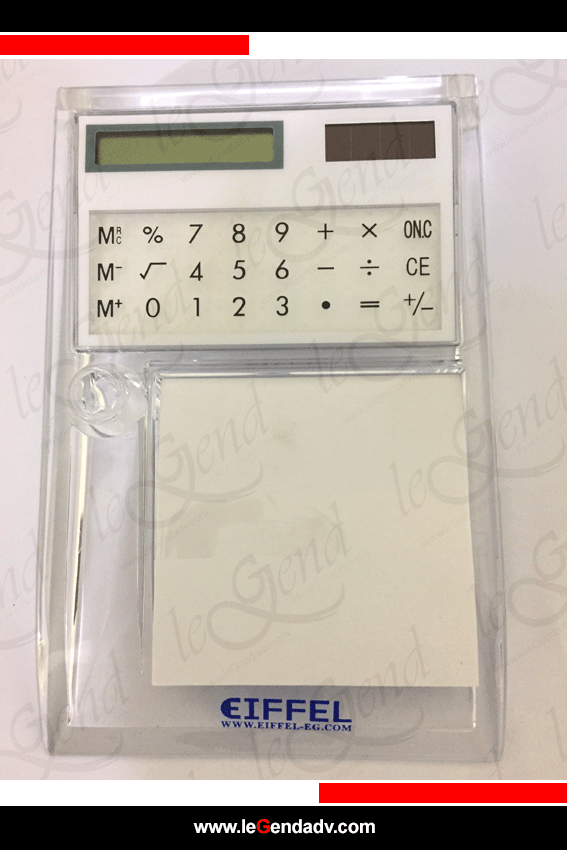 M R C % 7 8 9 + × ON.C
M− √ 4 5 6 − ÷ CE
M+ 0 1 2 3 • = +/−
EIFFEL
WWW.EIFFEL-EG.COM
leGend
www.leGendadv.com